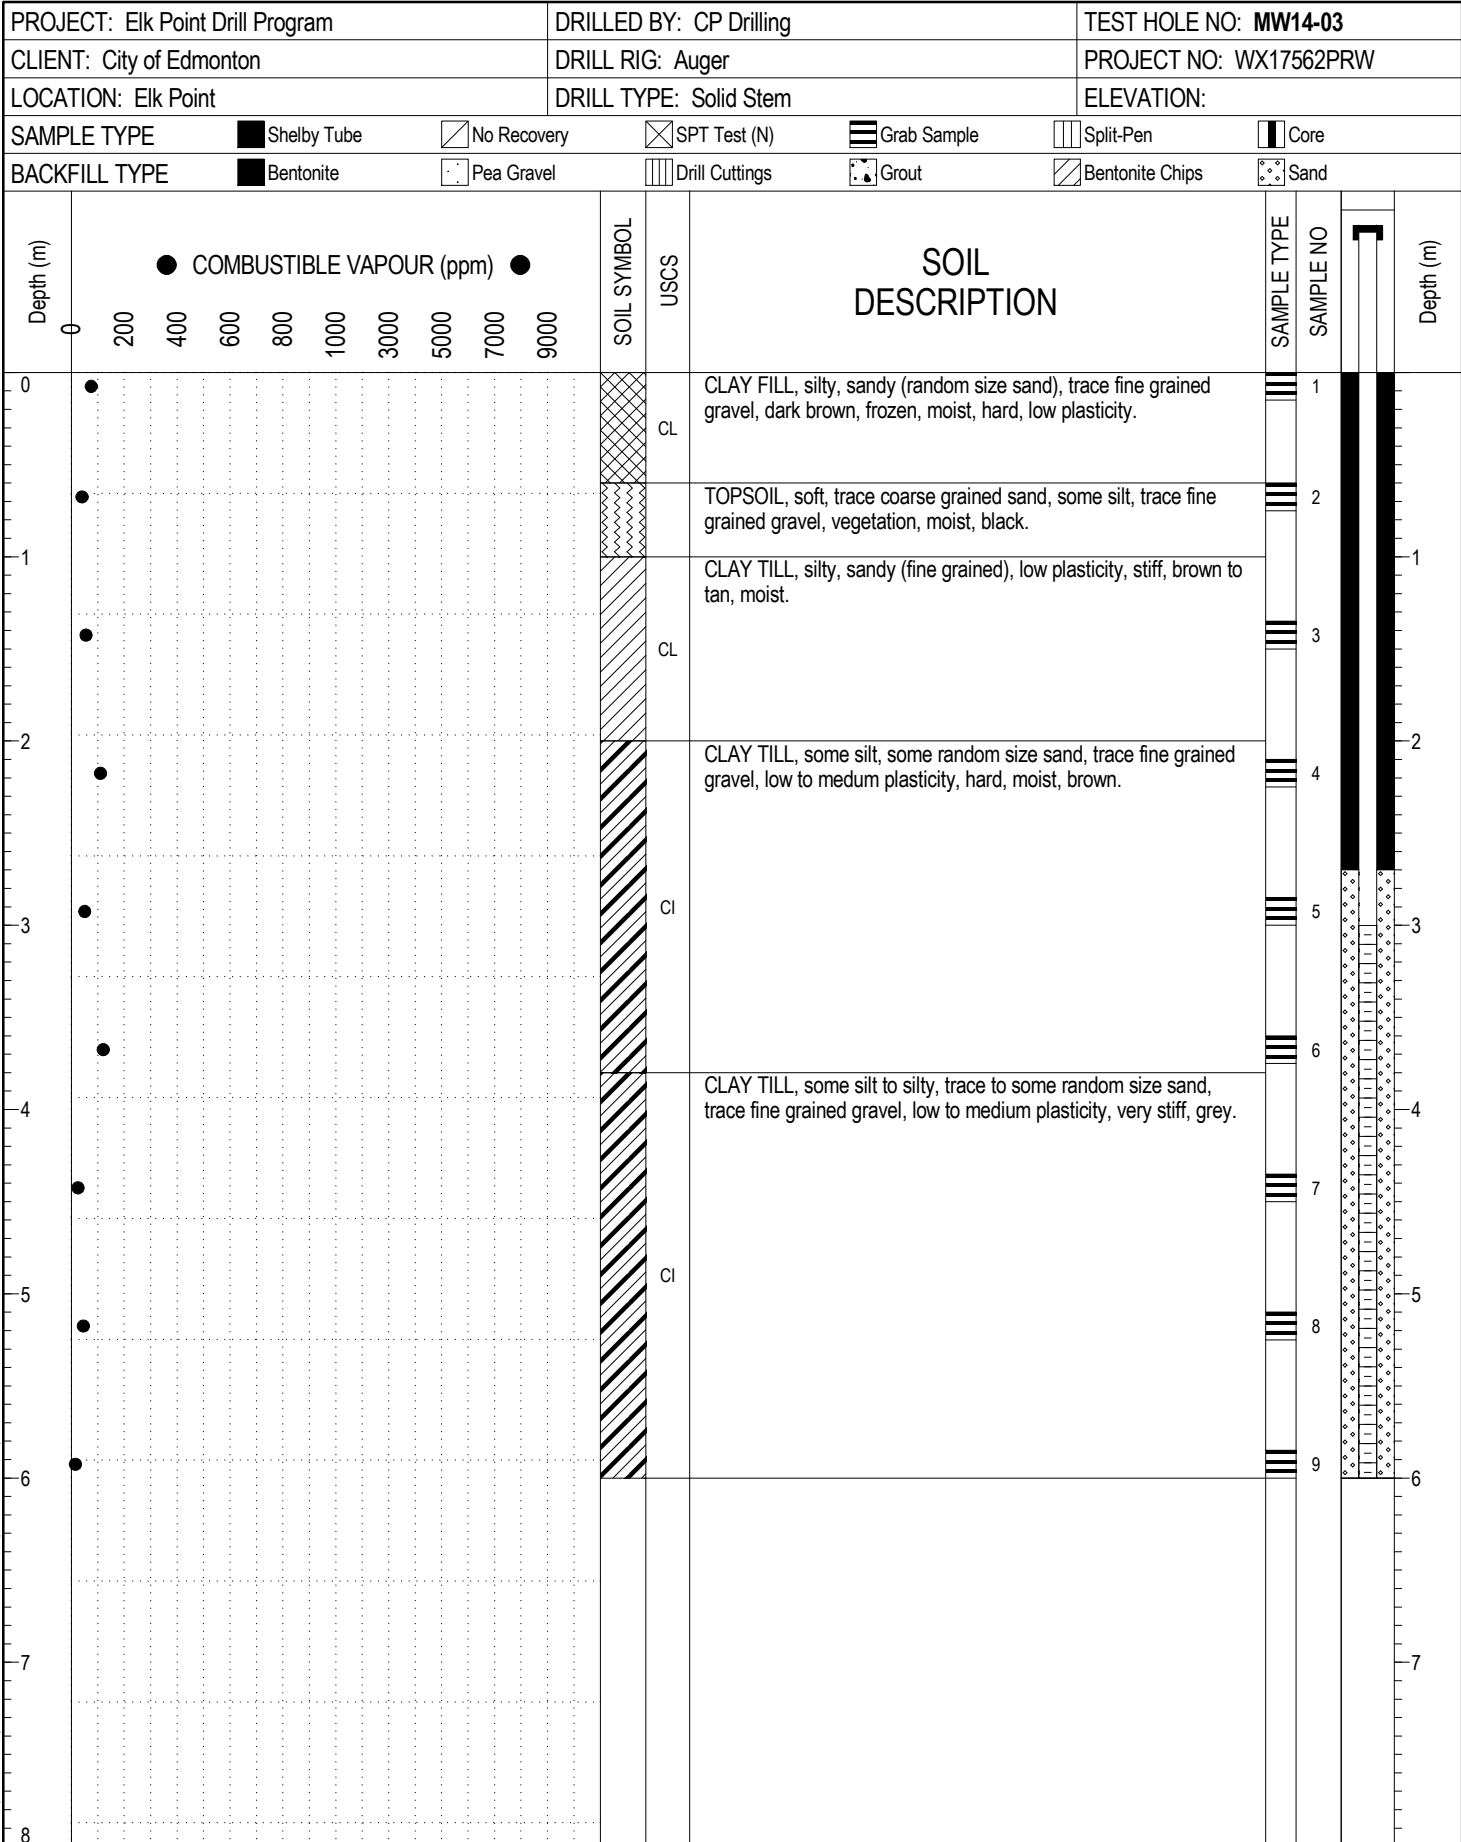 PROJECT: Elk Point Drill Program DRILLED BY: CP Drilling TEST HOLE NO: MW14-03
CLIENT: City of Edmonton DRILL RIG: Auger PROJECT NO: WX17562PRW
LOCATION: Elk Point DRILL TYPE: Solid Stem ELEVATION:
SAMPLE TYPE Shelby Tube No Recovery SPT Test (N) Grab Sample Split-Pen Core
BACKFILL TYPE Bentonite Pea Gravel Drill Cuttings Grout Bentonite Chips Sand
Depth (m)
COMBUSTIBLE VAPOUR (ppm)
0 200 400 600 800 1000 3000 5000 7000 9000
SOIL SYMBOL
USCS
SOIL
DESCRIPTION
SAMPLE TYPE
SAMPLE NO
Depth (m)
0
CLAY FILL, silty, sandy (random size sand), trace fine grained
gravel, dark brown, frozen, moist, hard, low plasticity.
1
CL
TOPSOIL, soft, trace coarse grained sand, some silt, trace fine
grained gravel, vegetation, moist, black.
2
1
1
CLAY TILL, silty, sandy (fine grained), low plasticity, stiff, brown to
tan, moist.
3
CL
2
2
CLAY TILL, some silt, some random size sand, trace fine grained
gravel, low to medum plasticity, hard, moist, brown.
4
CI
5
3
3
6
CLAY TILL, some silt to silty, trace to some random size sand,
trace fine grained gravel, low to medium plasticity, very stiff, grey.
4
4
7
CI
5
5
8
9
6
6
7
7
8